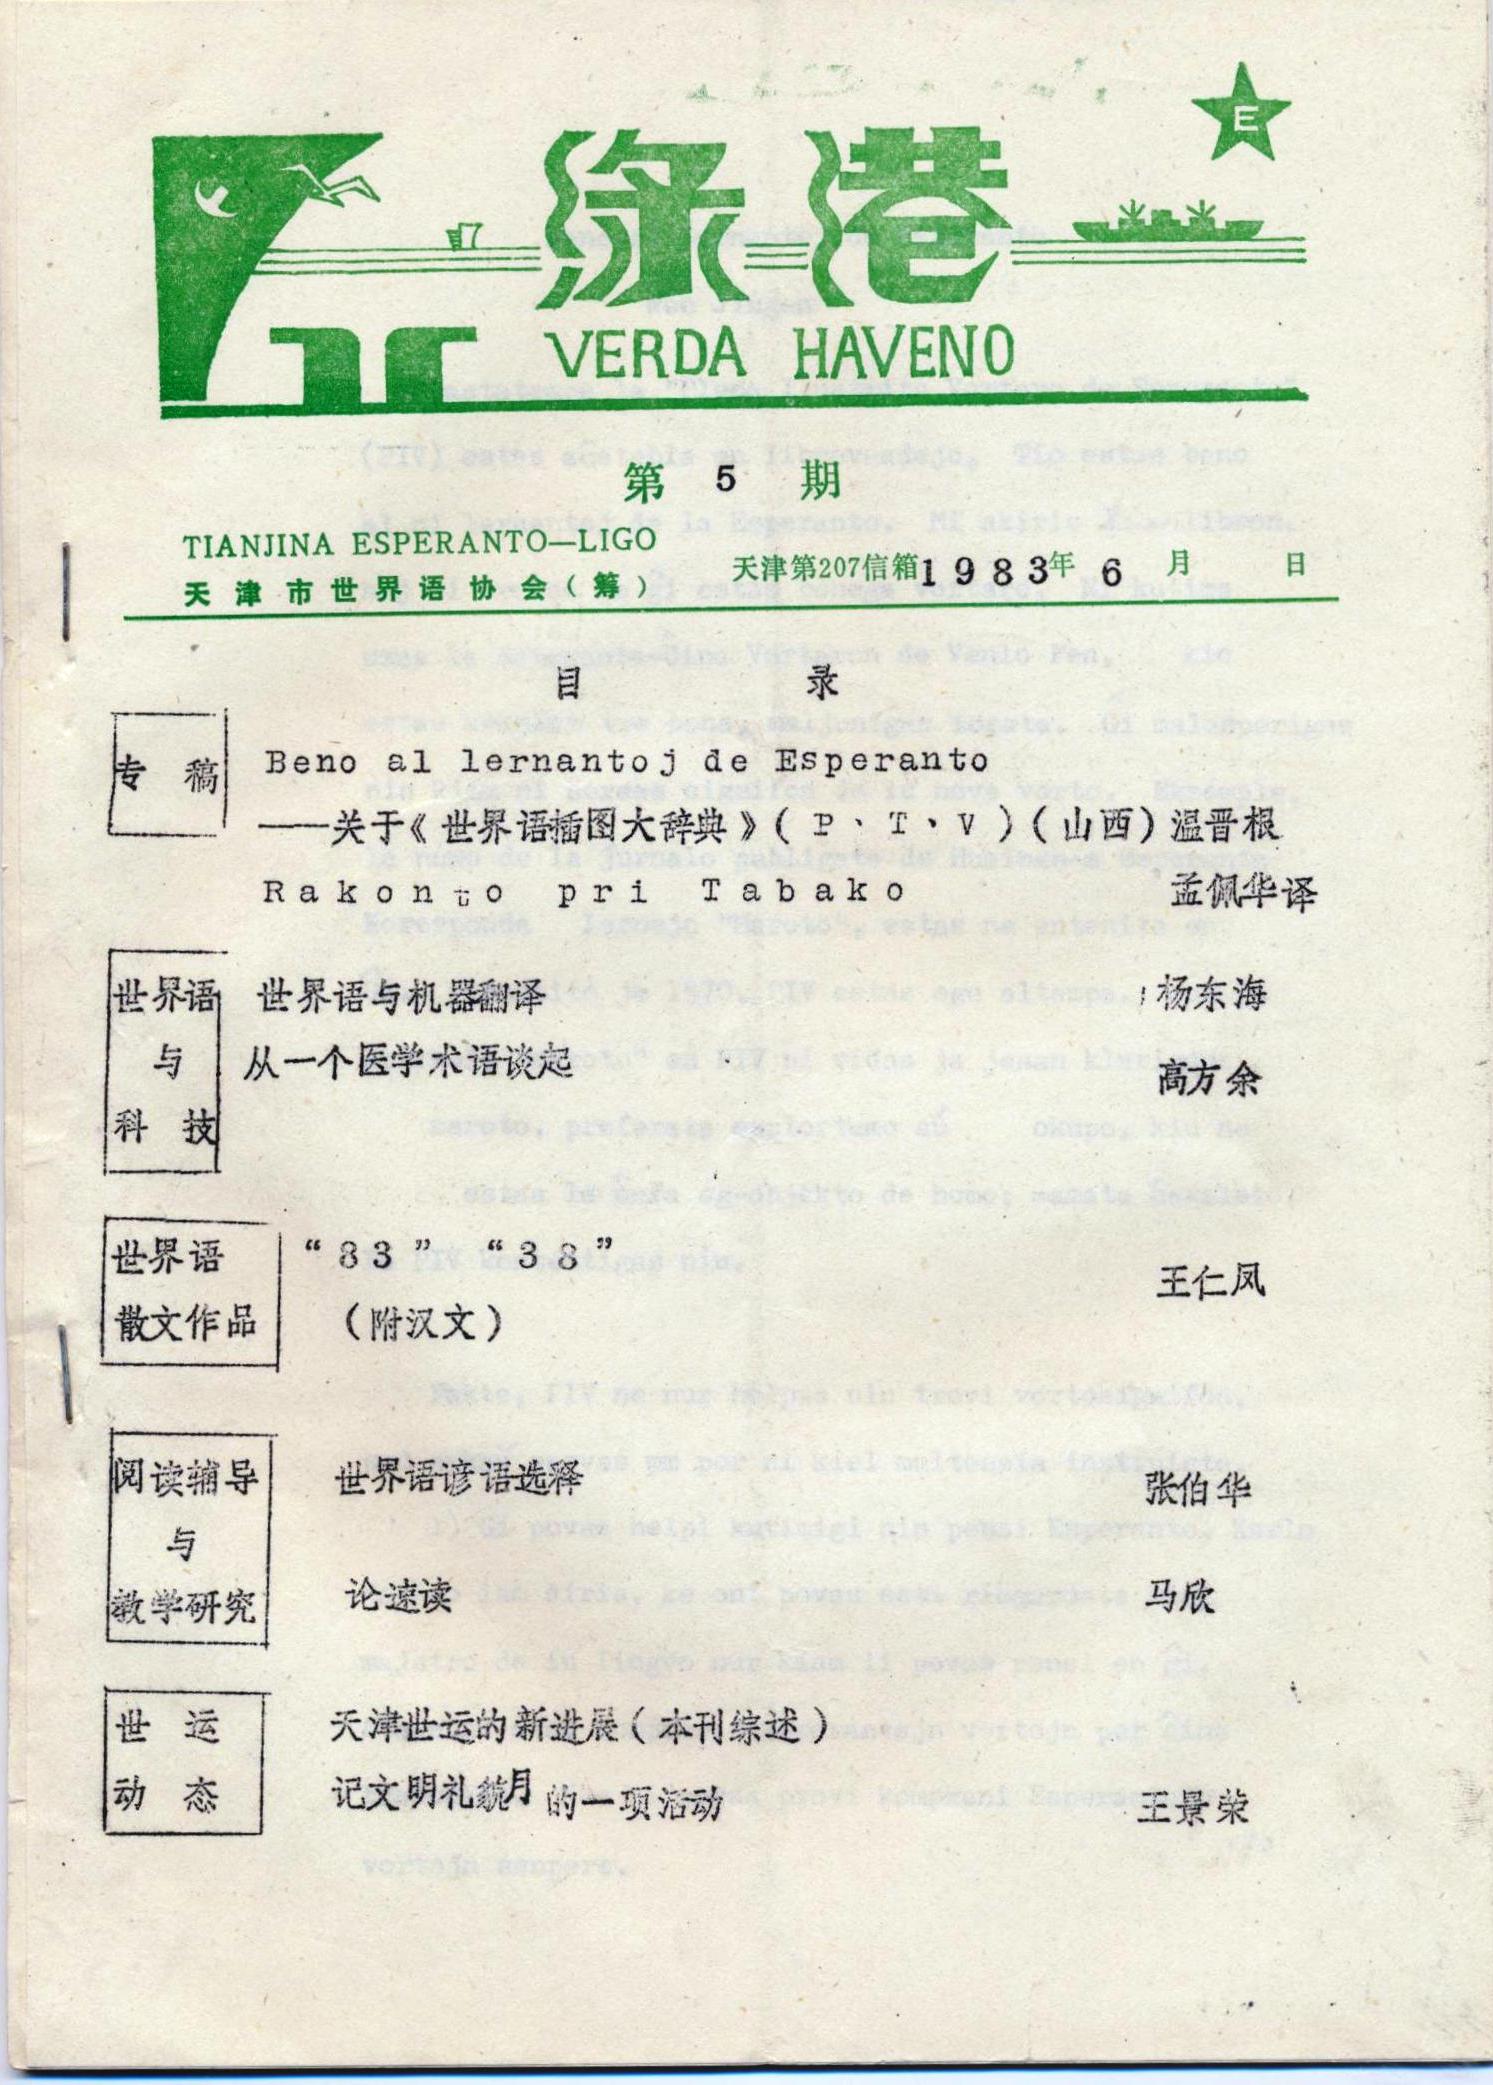 E
绿港
VERDA HAVENO
第 5 期
TIANJINA ESPERANTO—LIGO
天津市世界语协会(筹)
天津第207信箱 1983年 6 月 日
目 录
专 稿
Beno al lernantoj de Esperanto
——关于《世界语插图大辞典》(P、T、V)(山西)温晋根
Rakonto pri Tabako 孟佩华译
世界语
与
科 技
世界语与机器翻译 杨东海
从一个医学术语谈起 高方余
世界语
散文作品
“83” “38”
(附汉文)
王仁凤
阅读辅导
与
教学研究
世界语谚语选释 张伯华
论速读 马欣
世 运
动 态
天津世运的新进展(本刊综述)
记文明礼貌月的一项活动 王景荣